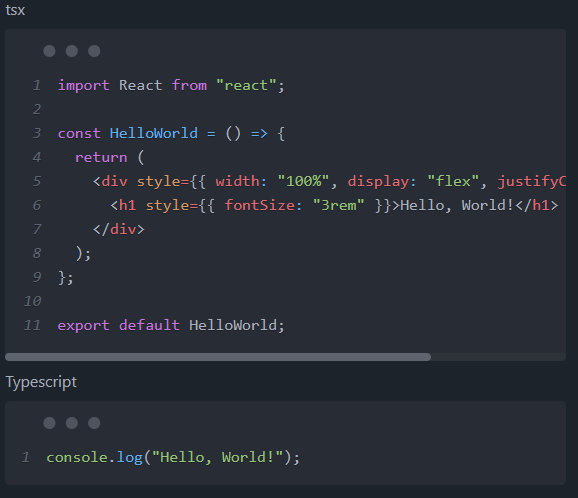 tsx
1 import React from "react";
2
3 const HelloWorld = () => {
4   return (
5     <div style={{ width: "100%", display: "flex", justifyC
6       <h1 style={{ fontSize: "3rem" }}>Hello, World!</h1>
7     </div>
8   );
9 };
10
11 export default HelloWorld;
Typescript
1 console.log("Hello, World!");